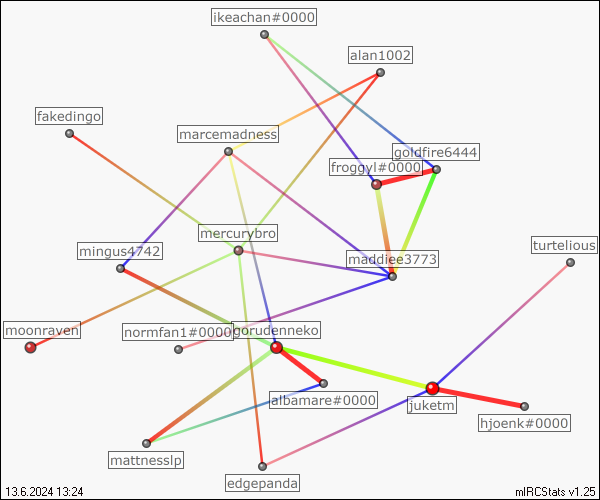 ikeachan#0000
alan1002
fakedingo
marcemadness
goldfire6444
froggyl#0000
mercurybro
turtelious
mingus4742
maddiee3773
moonraven
normfan1#0000
gorudenneko
albamare#0000
juketm
hjoenk#0000
mattnesslp
edgepanda
13.6.2024 13:24
mIRCStats v1.25